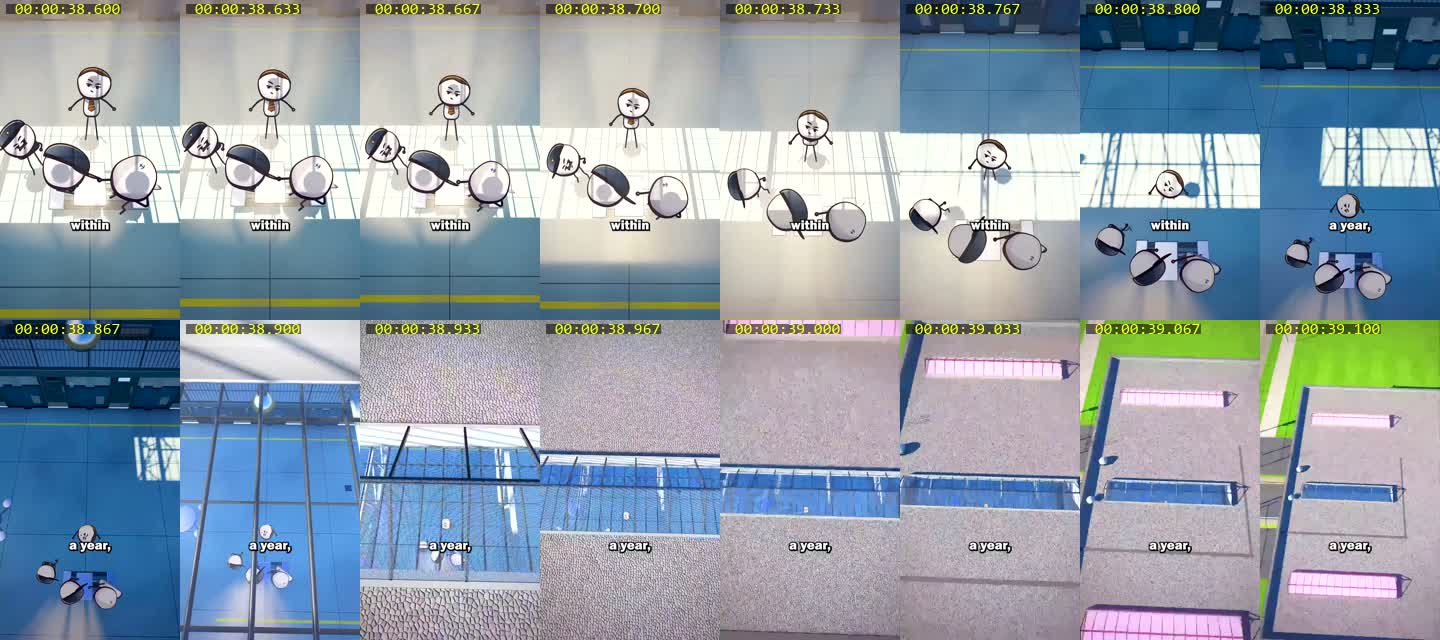 00:00:38.600
00:00:38.633
00:00:38.667
00:00:38.700
00:00:38.733
00:00:38.767
00:00:38.800
00:00:38.833
within
within
within
within
within
within
within
a year,
00:00:38.867
00:00:38.900
00:00:38.933
00:00:38.967
00:00:39.000
00:00:39.033
00:00:39.067
00:00:39.100
a year,
a year,
a year,
a year,
a year,
a year,
a year,
a year,